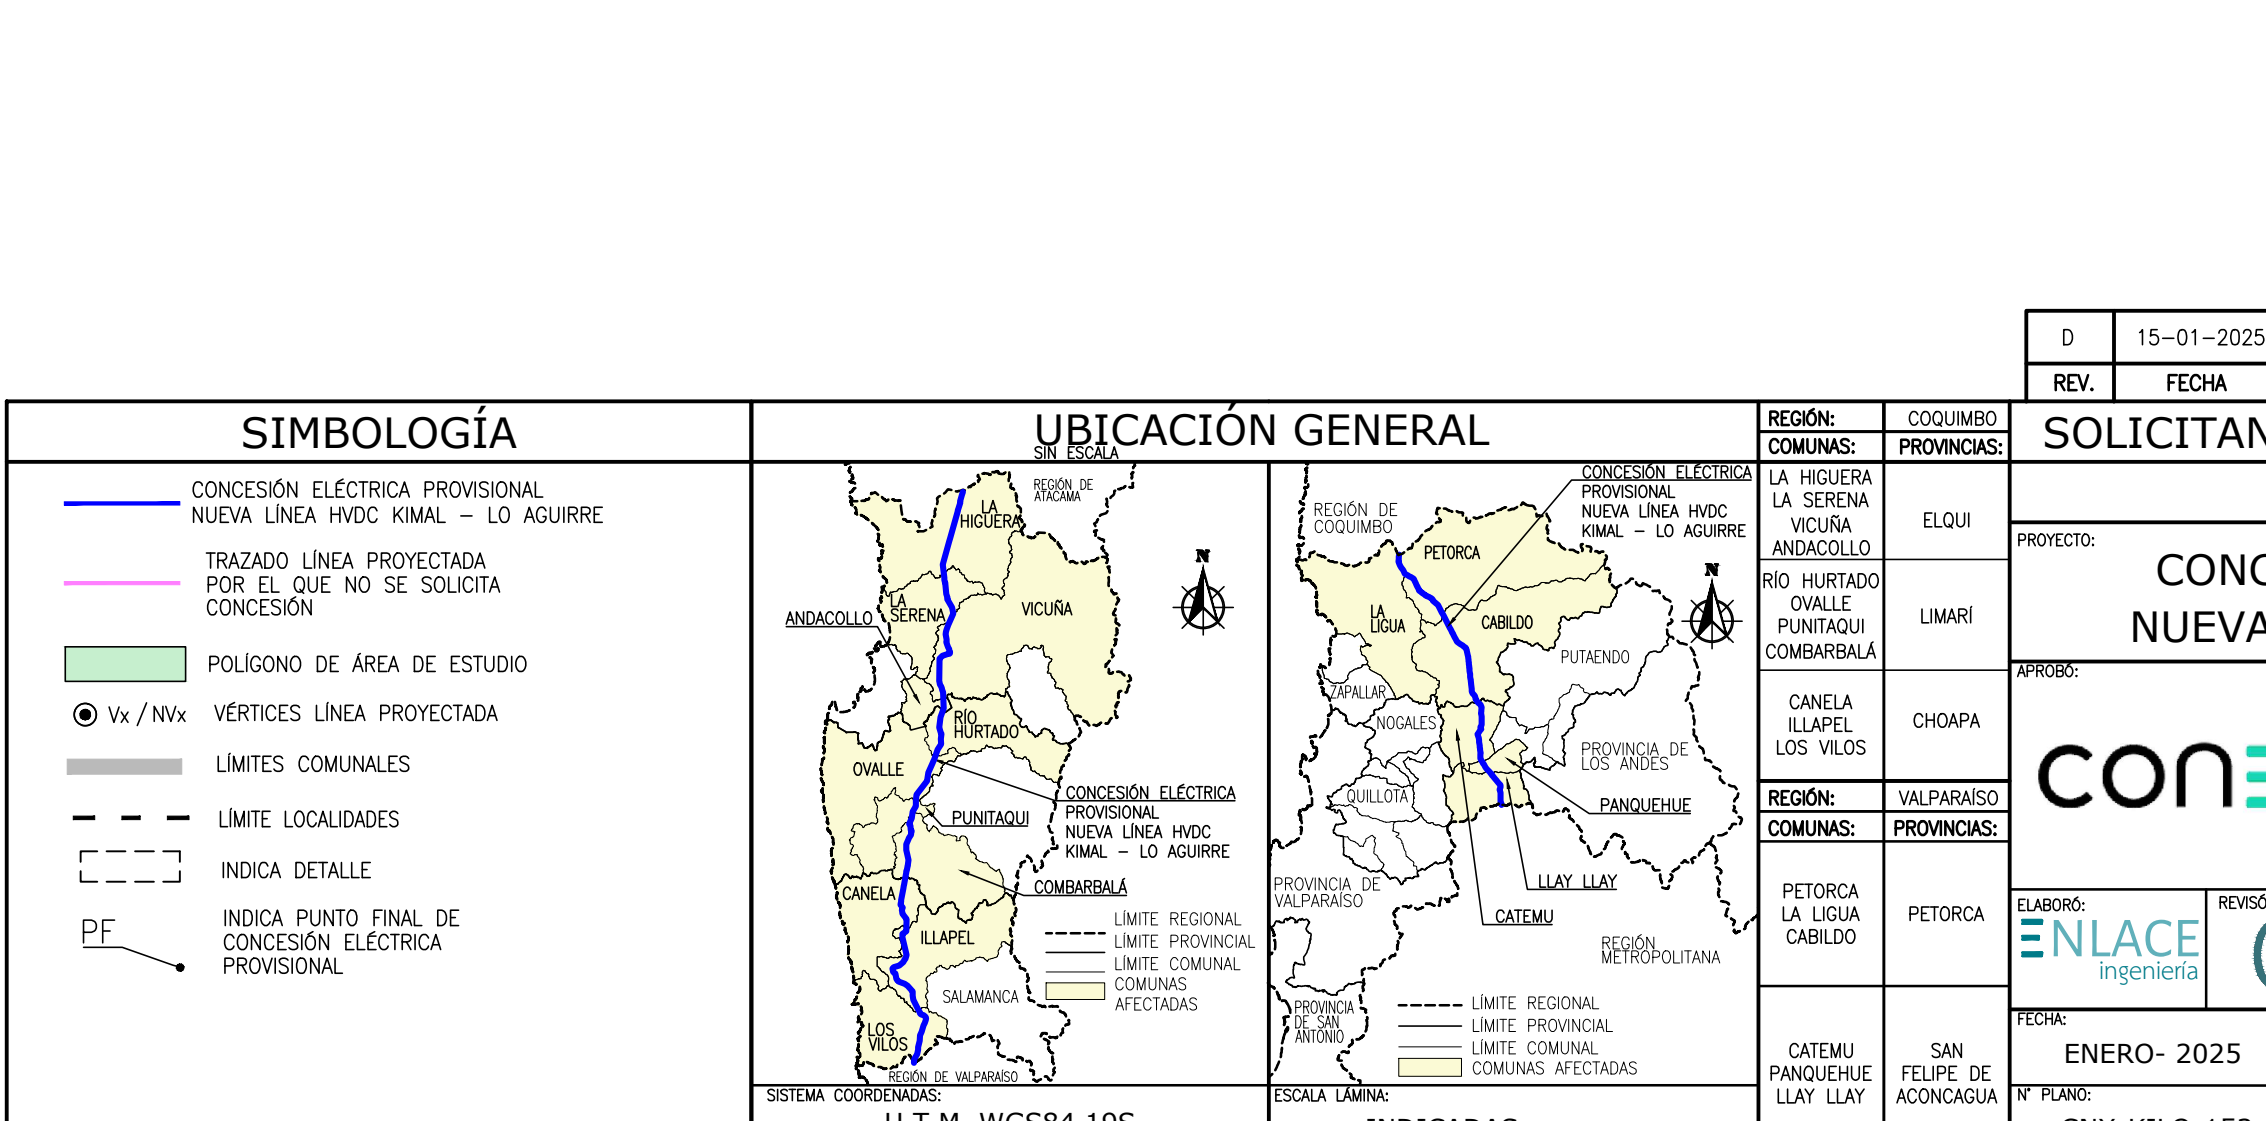 D 15-01-2025
REV. FECHA
SIMBOLOGÍA
CONCESIÓN ELÉCTRICA PROVISIONAL
NUEVA LÍNEA HVDC KIMAL – LO AGUIRRE
TRAZADO LÍNEA PROYECTADA
POR EL QUE NO SE SOLICITA
CONCESIÓN
POLÍGONO DE ÁREA DE ESTUDIO
Vx / NVx VÉRTICES LÍNEA PROYECTADA
LÍMITES COMUNALES
LÍMITE LOCALIDADES
INDICA DETALLE
PF
INDICA PUNTO FINAL DE
CONCESIÓN ELÉCTRICA
PROVISIONAL
UBICACIÓN GENERAL
SIN ESCALA
REGIÓN DE
ATACAMA
LA
HIGUERA
N
LA
SERENA
VICUÑA
ANDACOLLO
RÍO
HURTADO
OVALLE
CONCESIÓN ELÉCTRICA
PROVISIONAL
NUEVA LÍNEA HVDC
KIMAL – LO AGUIRRE
PUNITAQUI
COMBARBALÁ
CANELA
ILLAPEL
SALAMANCA
LOS
VILOS
REGIÓN DE VALPARAÍSO
LÍMITE REGIONAL
LÍMITE PROVINCIAL
LÍMITE COMUNAL
COMUNAS
AFECTADAS
SISTEMA COORDENADAS:
U.T.M. WGS84 19S
CONCESIÓN ELÉCTRICA
PROVISIONAL
NUEVA LÍNEA HVDC
KIMAL – LO AGUIRRE
REGIÓN DE
COQUIMBO
PETORCA
N
LA
LIGUA
CABILDO
PUTAENDO
ZAPALLAR
NOGALES
PROVINCIA DE
LOS ANDES
QUILLOTA
PANQUEHUE
LLAY LLAY
CATEMU
PROVINCIA DE
VALPARAÍSO
REGIÓN
METROPOLITANA
PROVINCIA
DE SAN
ANTONIO
LÍMITE REGIONAL
LÍMITE PROVINCIAL
LÍMITE COMUNAL
COMUNAS AFECTADAS
ESCALA LÁMINA:
INDICADAS
REGIÓN: COQUIMBO
COMUNAS: PROVINCIAS:
LA HIGUERA
LA SERENA
VICUÑA
ANDACOLLO
ELQUI
RÍO HURTADO
OVALLE
PUNITAQUI
COMBARBALÁ
LIMARÍ
CANELA
ILLAPEL
LOS VILOS
CHOAPA
REGIÓN: VALPARAÍSO
COMUNAS: PROVINCIAS:
PETORCA
LA LIGUA
CABILDO
PETORCA
CATEMU
PANQUEHUE
LLAY LLAY
SAN
FELIPE DE
ACONCAGUA
SOLICITAN
PROYECTO:
CONC
NUEVA
APROBÓ:
con
ELABORÓ:
ENLACE
ingeniería
REVISÓ
FECHA:
ENERO- 2025
N° PLANO: